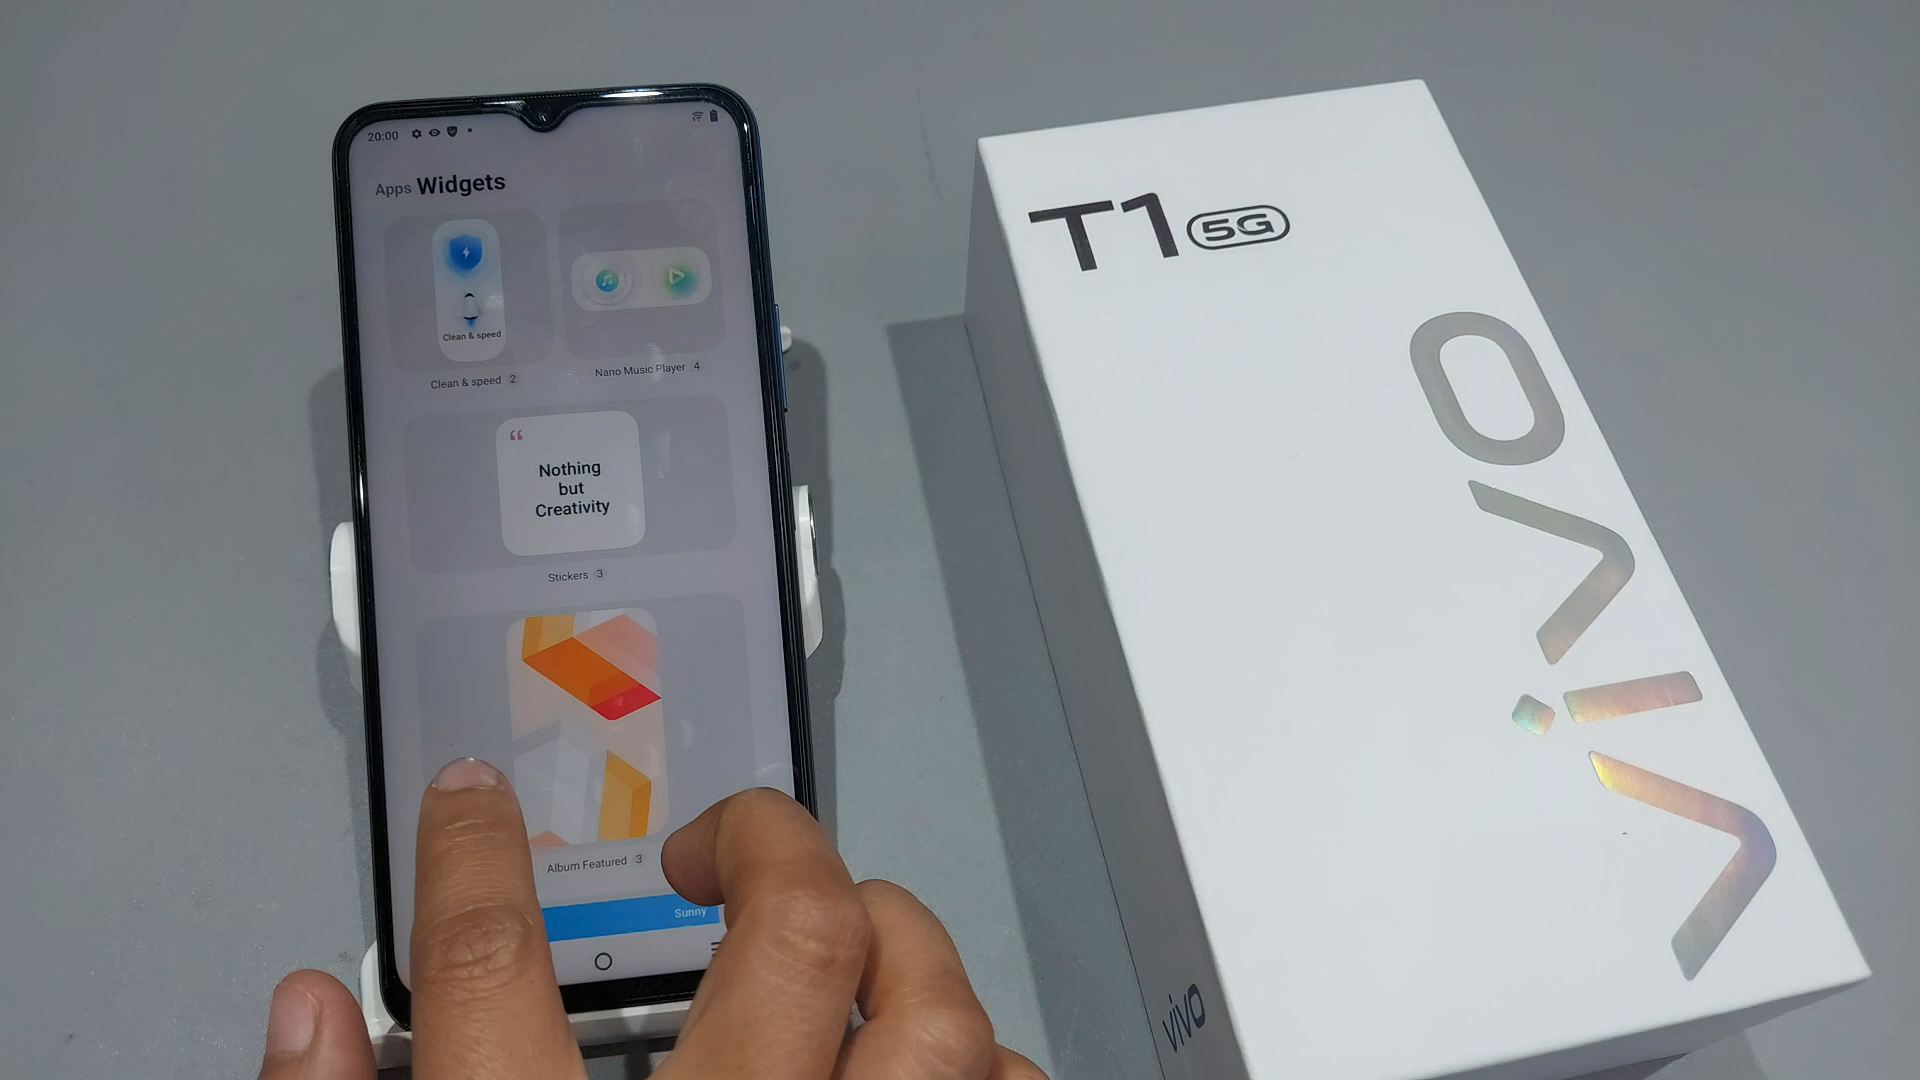 20:00
Apps Widgets
Clean & speed
Clean & speed 2
Nano Music Player 4
“
Nothing
but
Creativity
Stickers 3
Album Featured 3
Sunny
T1 5G
vivo
vivo